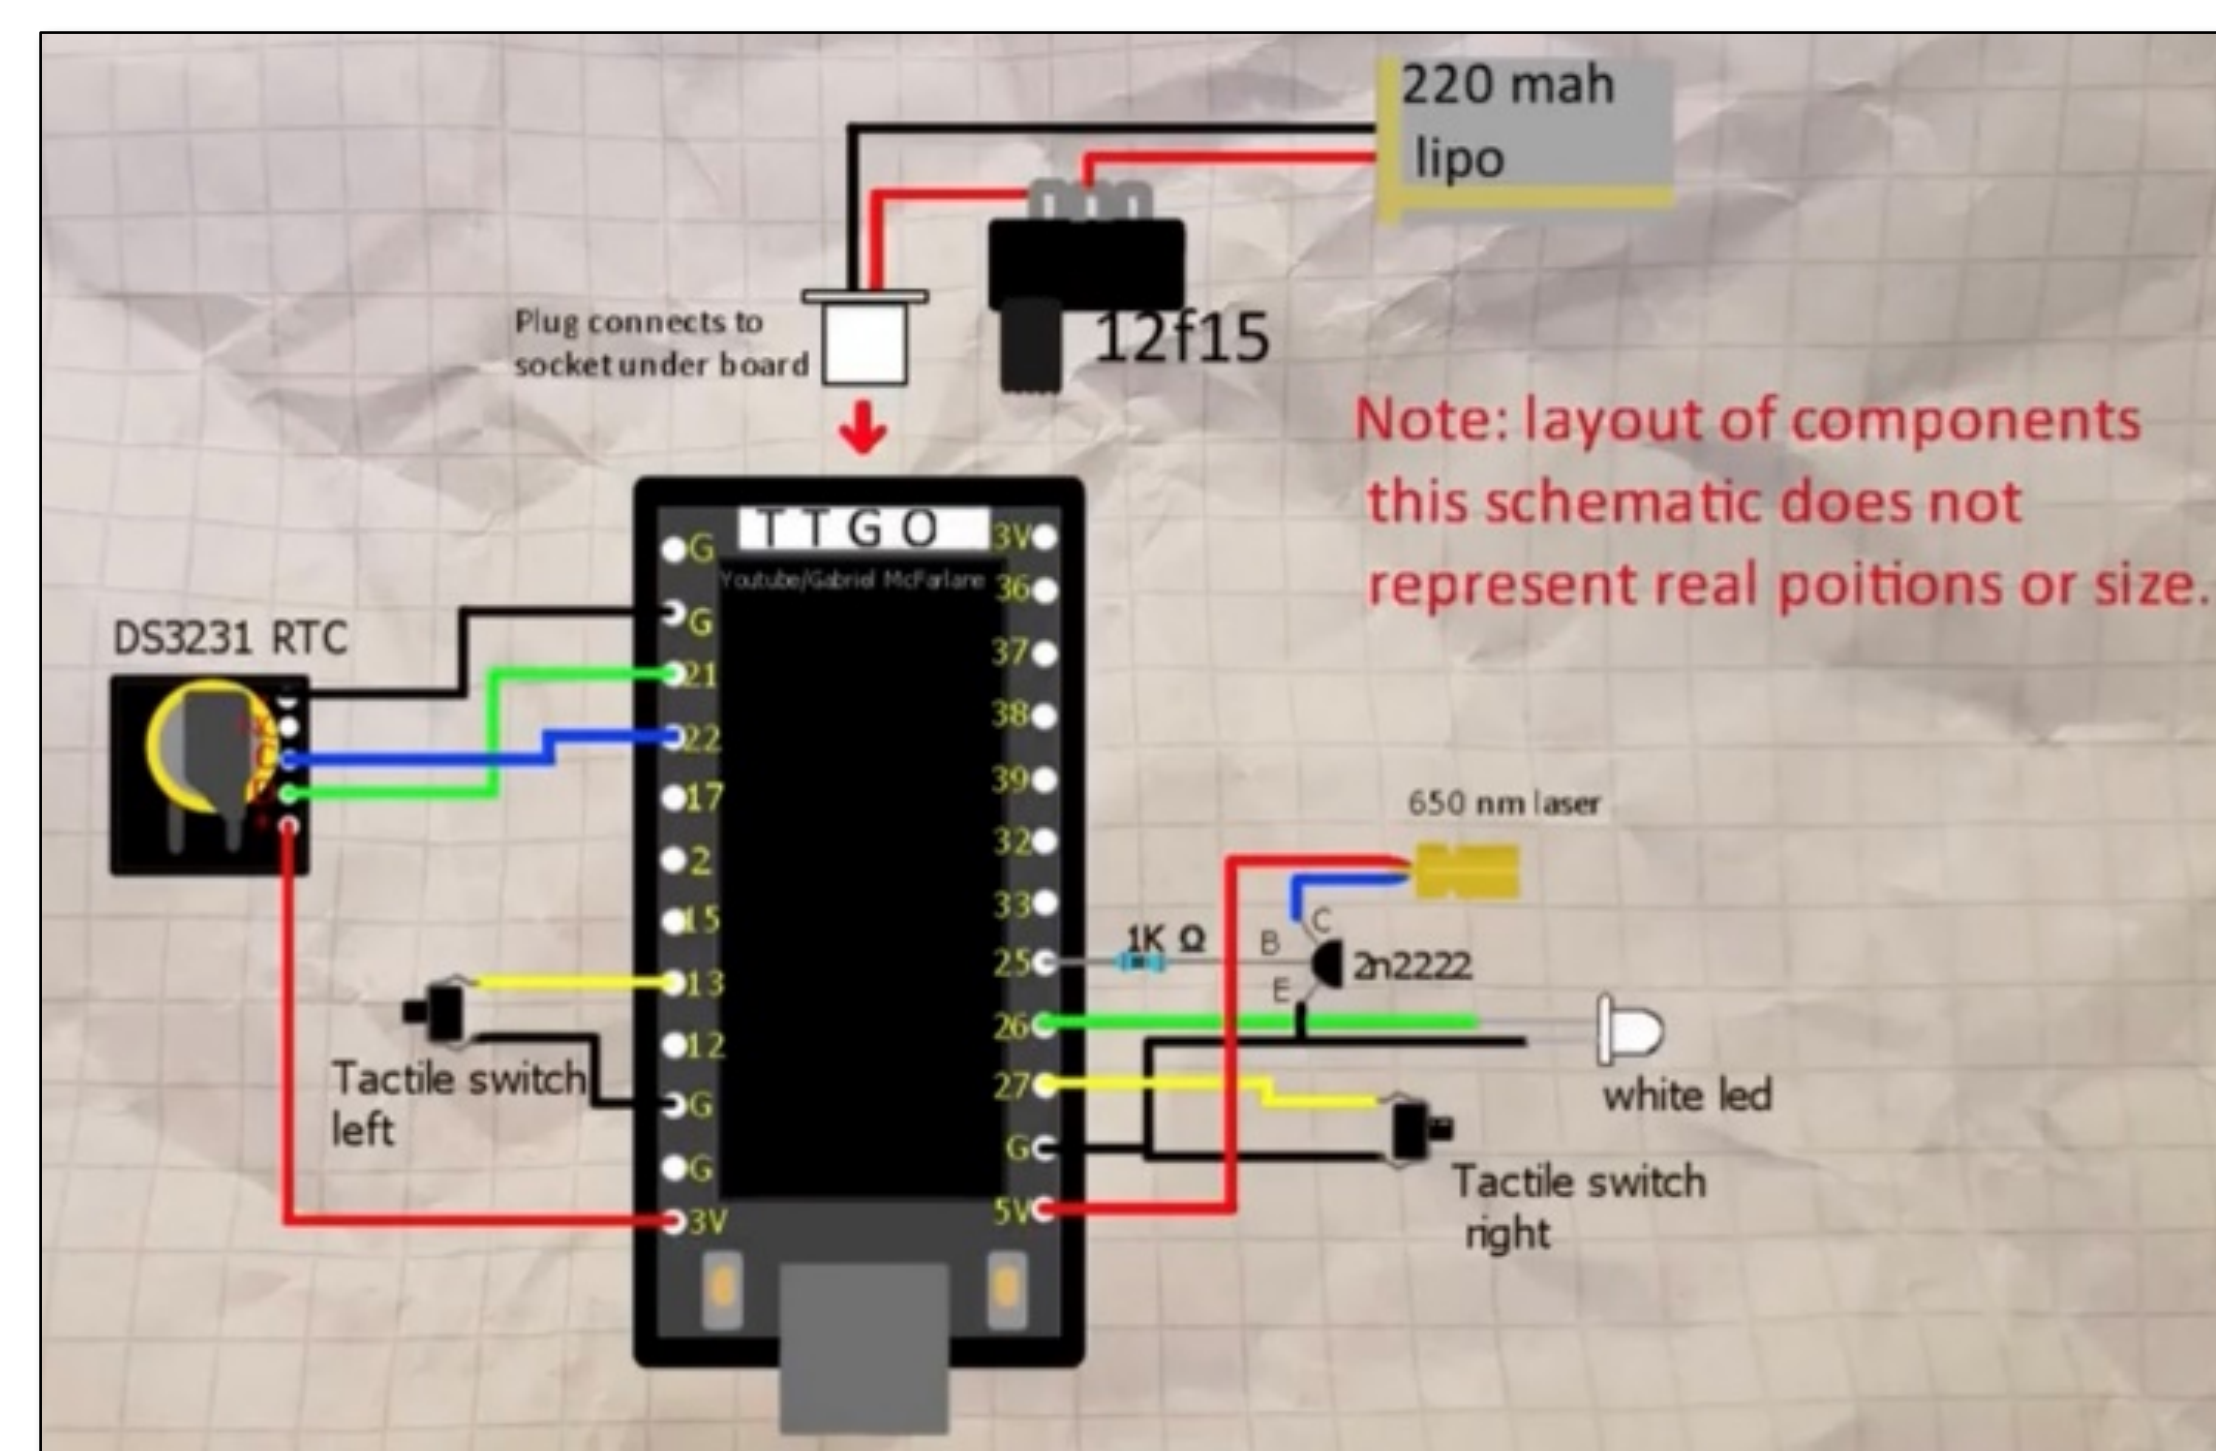 220 mah
lipo
12f15
Plug connects to
socket under board
Note: layout of components
this schematic does not
represent real poitions or size.
TTGO
Youtube/Gabriel McFarlane
G
G
21
22
17
2
15
13
12
G
G
3V
3V
36
37
38
39
32
33
25
26
27
G
5V
DS3231 RTC
Tactile switch
left
650 nm laser
1K Ω
B
C
E
2n2222
white led
Tactile switch
right